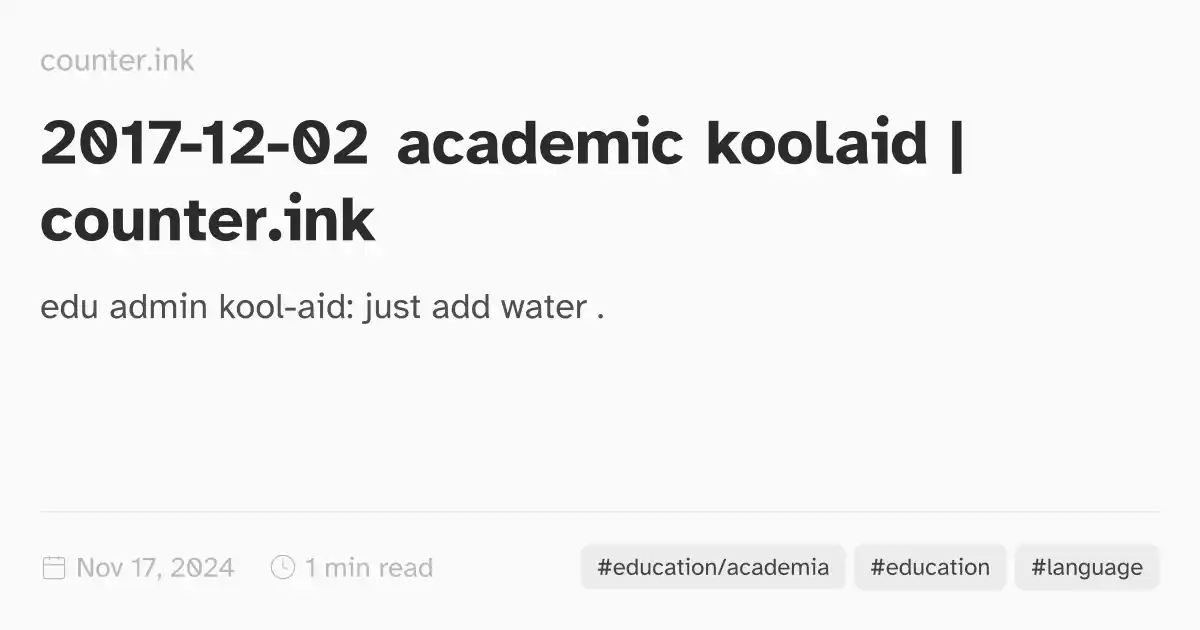 counter.ink
2017-12-02 academic koolaid |
counter.ink
edu admin kool-aid: just add water .
Nov 17, 2024 1 min read #education/academia #education #language